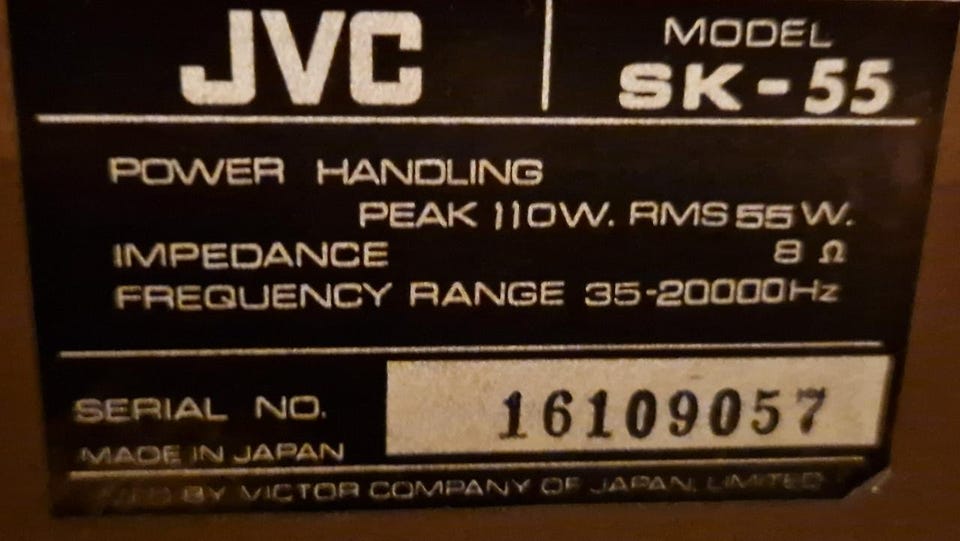 JVC
MODEL
SK-55
POWER HANDLING
PEAK 110W. RMS 55W.
IMPEDANCE 8 Ω
FREQUENCY RANGE 35-20000Hz
SERIAL NO. 16109057
MADE IN JAPAN
BY VICTOR COMPANY OF JAPAN, LIMITED